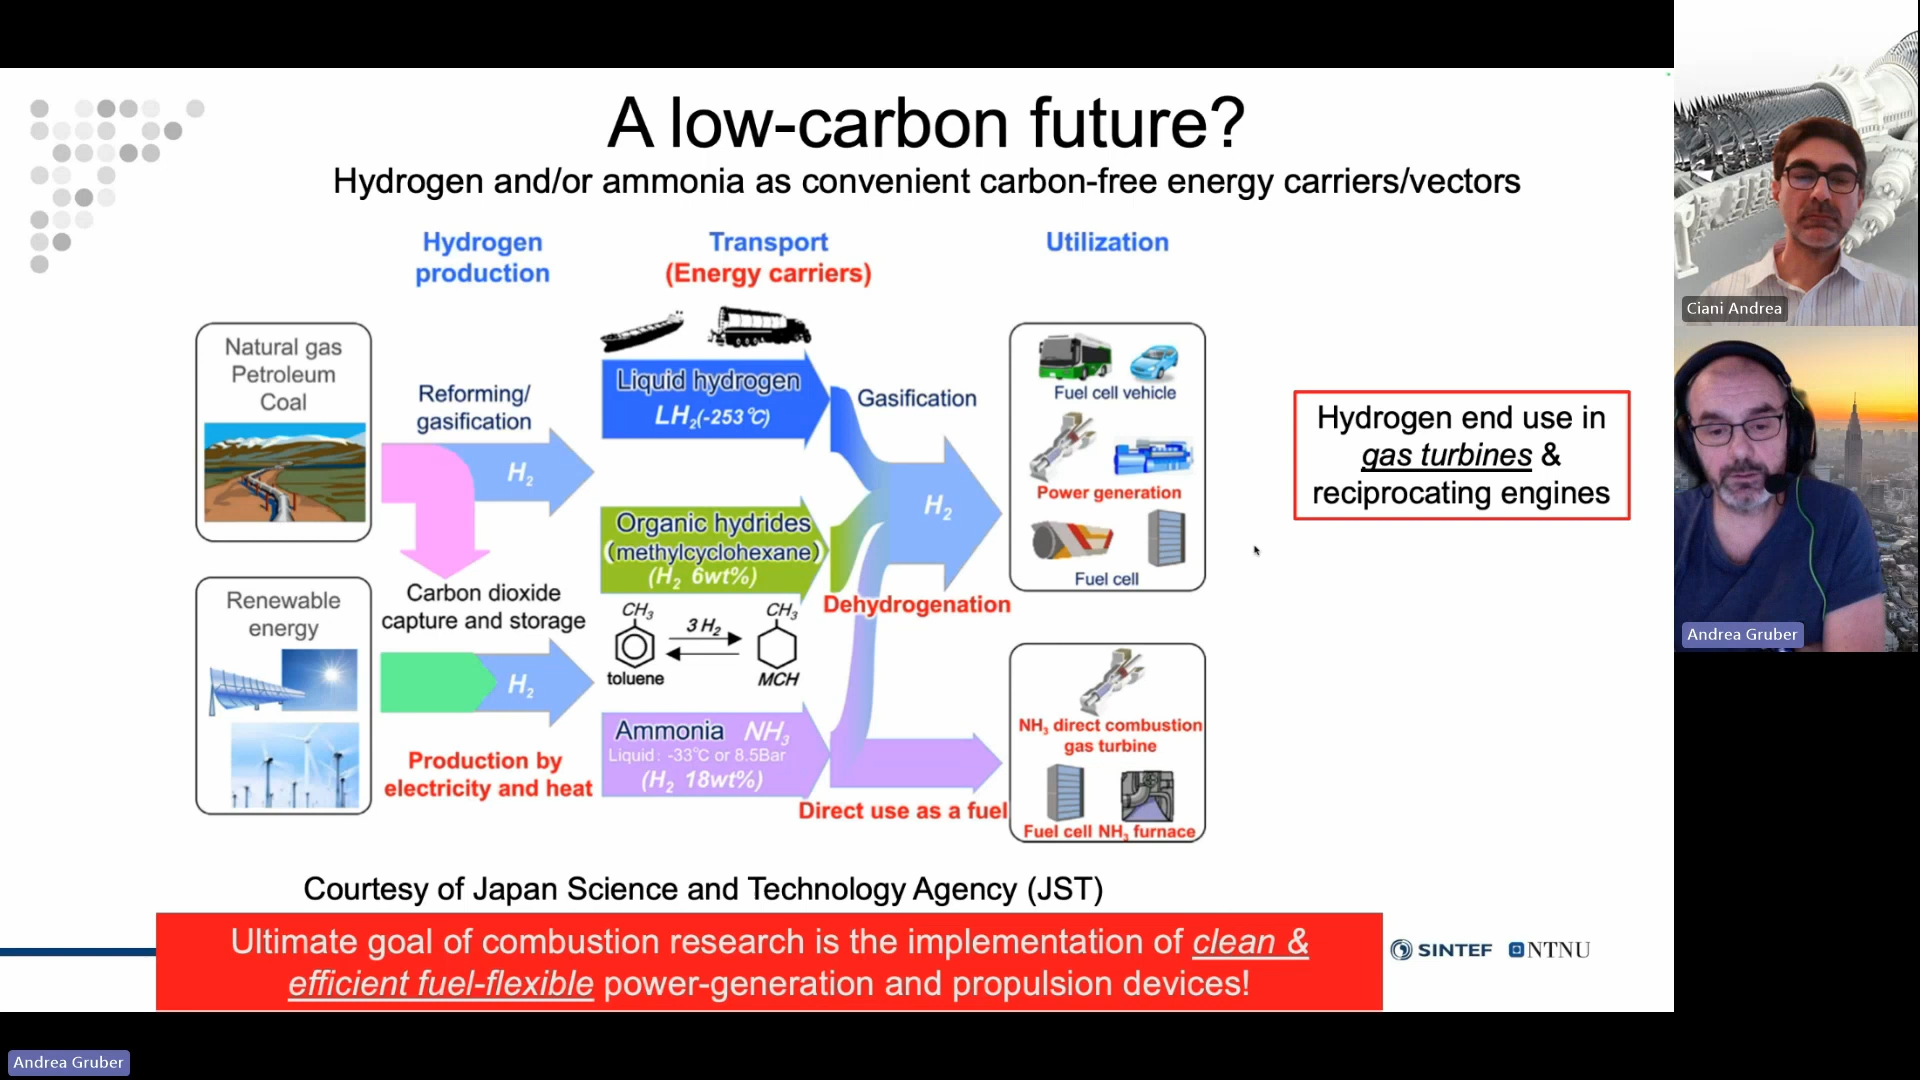 A low-carbon future?
Hydrogen and/or ammonia as convenient carbon-free energy carriers/vectors
Hydrogen
production
Transport
(Energy carriers)
Utilization
Natural gas
Petroleum
Coal
Reforming/
gasification
H2
Carbon dioxide
capture and storage
Renewable
energy
H2
Production by
electricity and heat
Liquid hydrogen
LH2(-253℃)
Organic hydrides
(methylcyclohexane)
(H2 6wt%)
CH3
3 H2
CH3
toluene
MCH
Ammonia NH3
Liquid: -33℃ or 8.5Bar
(H2 18wt%)
Gasification
H2
Dehydrogenation
Direct use as a fuel
Fuel cell vehicle
Power generation
Fuel cell
NH3 direct combustion
gas turbine
Fuel cell NH3 furnace
Hydrogen end use in
gas turbines &
reciprocating engines
Courtesy of Japan Science and Technology Agency (JST)
Ultimate goal of combustion research is the implementation of clean &
efficient fuel-flexible power-generation and propulsion devices!
SINTEF
NTNU
Ciani Andrea
Andrea Gruber
Andrea Gruber